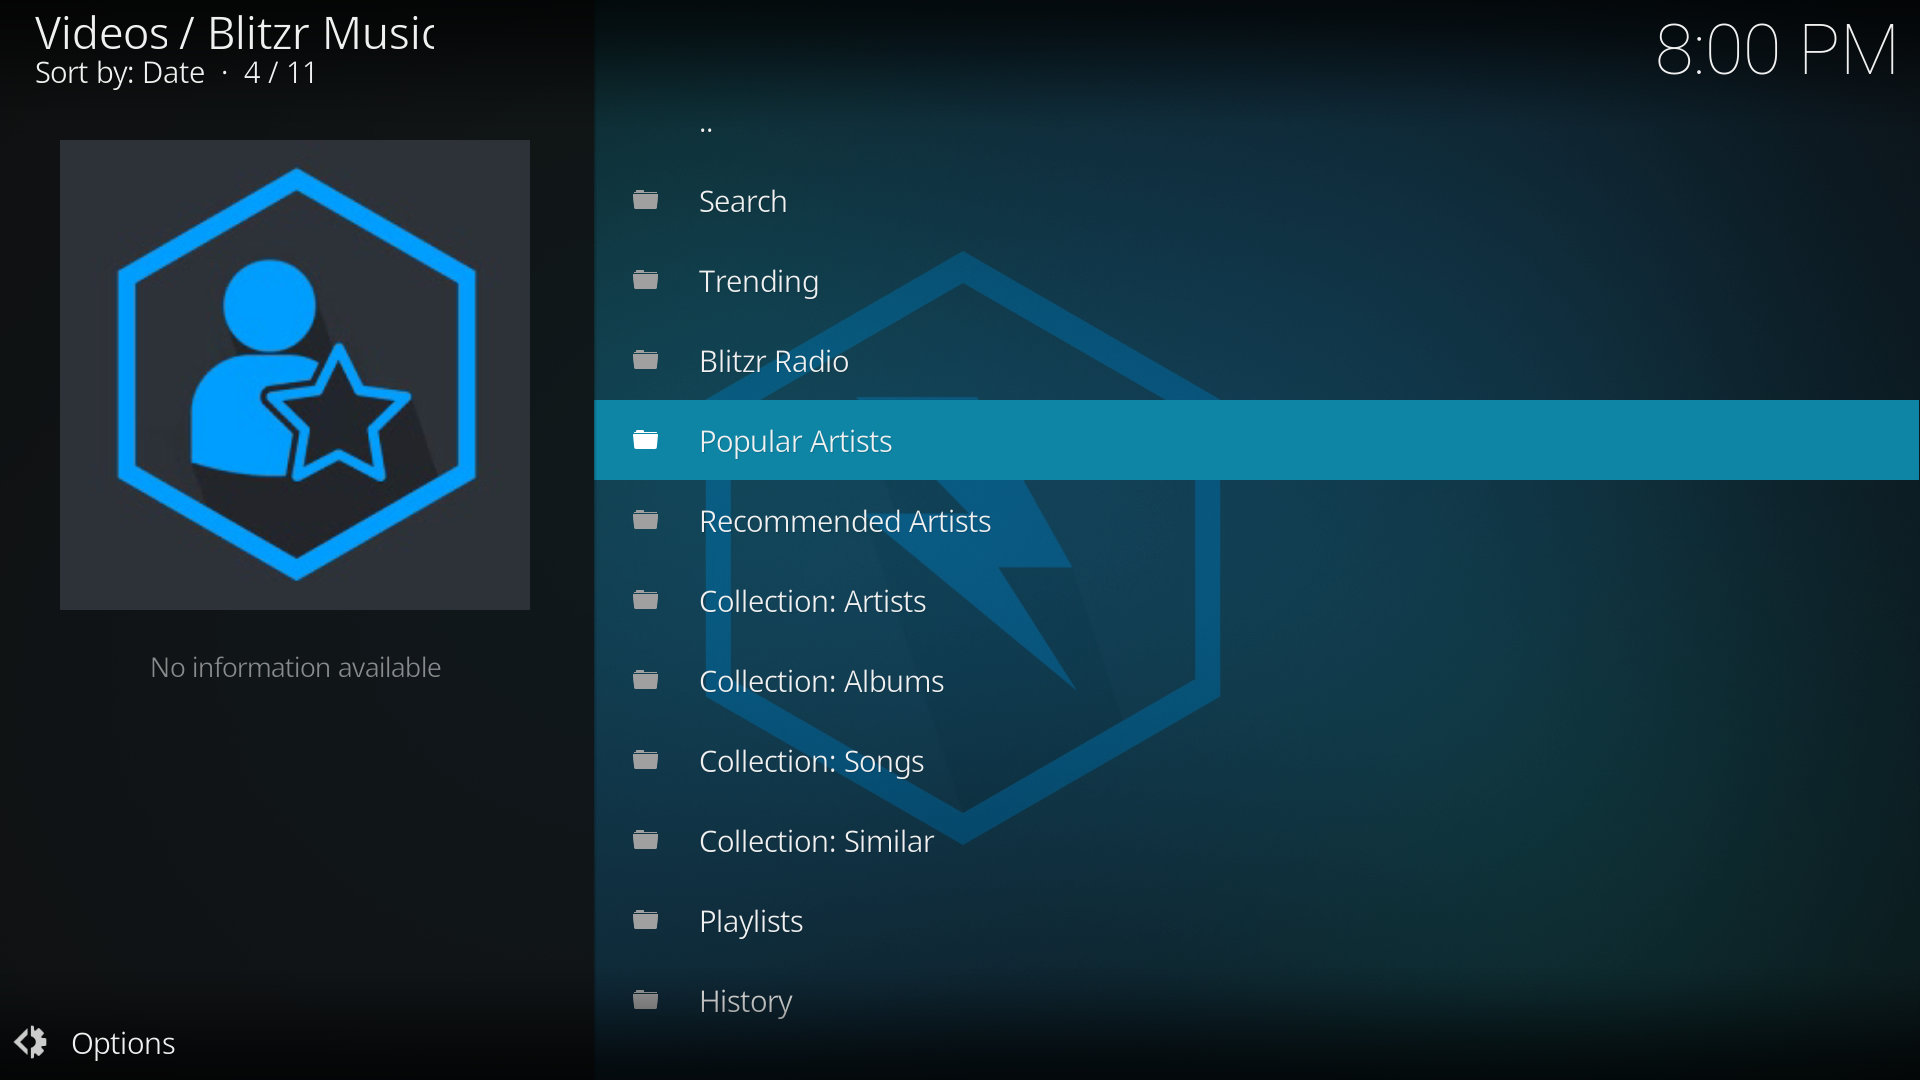 Videos / Blitzr Music
Sort by: Date · 4 / 11
8:00 PM
..
Search
Trending
Blitzr Radio
Popular Artists
Recommended Artists
Collection: Artists
Collection: Albums
Collection: Songs
Collection: Similar
Playlists
History
No information available
Options